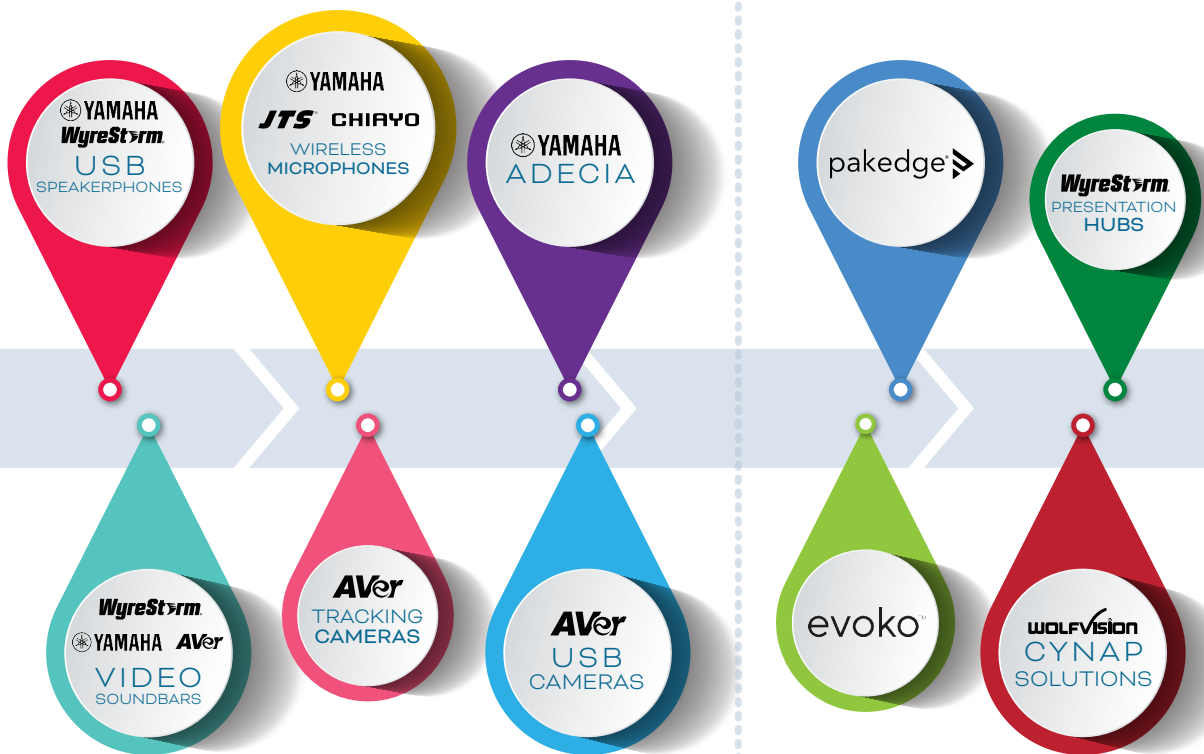 YAMAHA
WyreStorm
USB
SPEAKERPHONES
YAMAHA
JTS® CHIAYO
WIRELESS
MICROPHONES
YAMAHA
ADECIA
pakedge®
WyreStorm
PRESENTATION
HUBS
WyreStorm
YAMAHA AVer
VIDEO
SOUNDBARS
AVer
TRACKING
CAMERAS
AVer
USB
CAMERAS
evoko™
WOLFVISION
CYNAP
SOLUTIONS